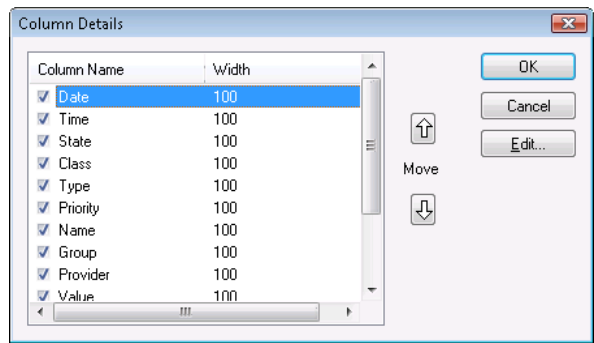 Column Details
Column Name Width
Date 100
Time 100
State 100
Class 100
Type 100
Priority 100
Name 100
Group 100
Provider 100
Value 100
OK
Cancel
Edit...
Move